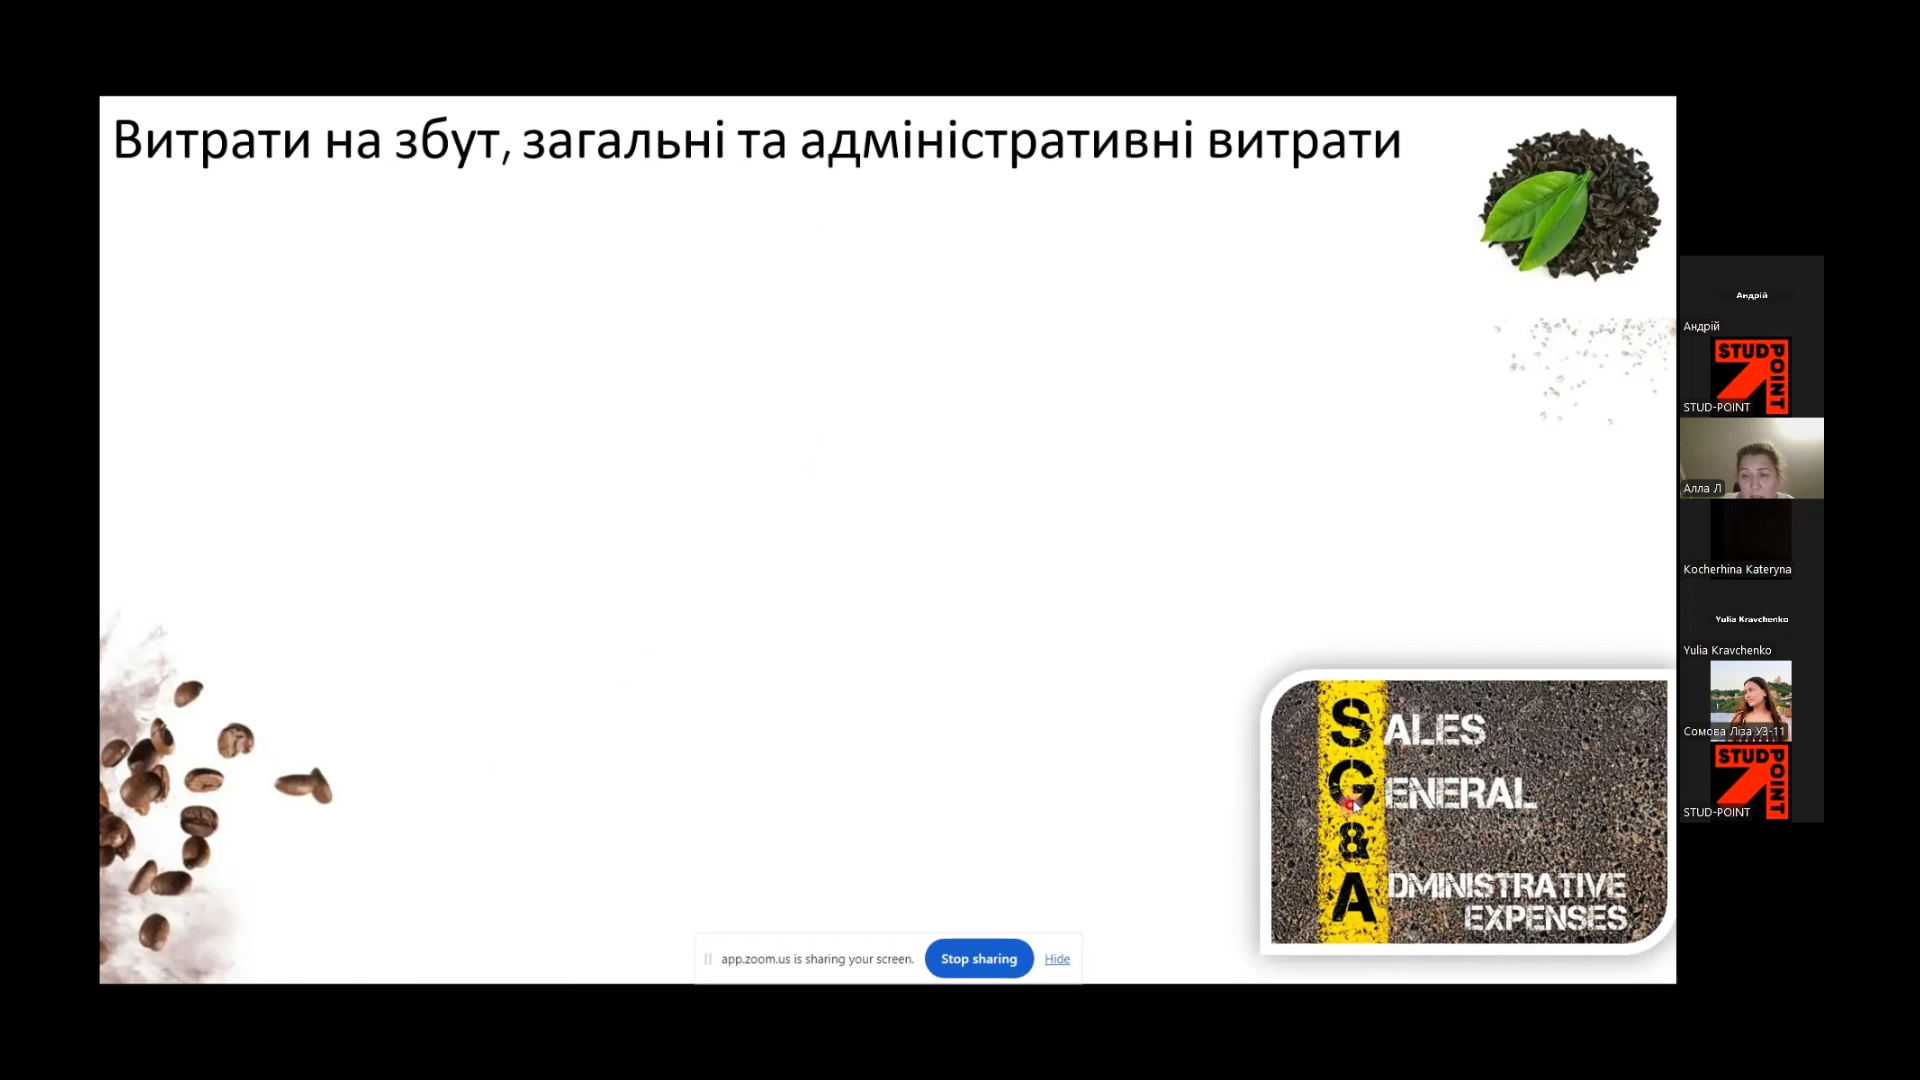 Витрати на збут, загальні та адміністративні витрати
SALES
GENERAL
&
ADMINISTRATIVE
EXPENSES
app.zoom.us is sharing your screen.
Stop sharing
Hide
Андрій
Андрій
STUD
POINT
STUD-POINT
Алла Л
Kocherhina Kateryna
Yulia Kravchenko
Yulia Kravchenko
Сомова Ліза УЗ-11
STUD
POINT
STUD-POINT